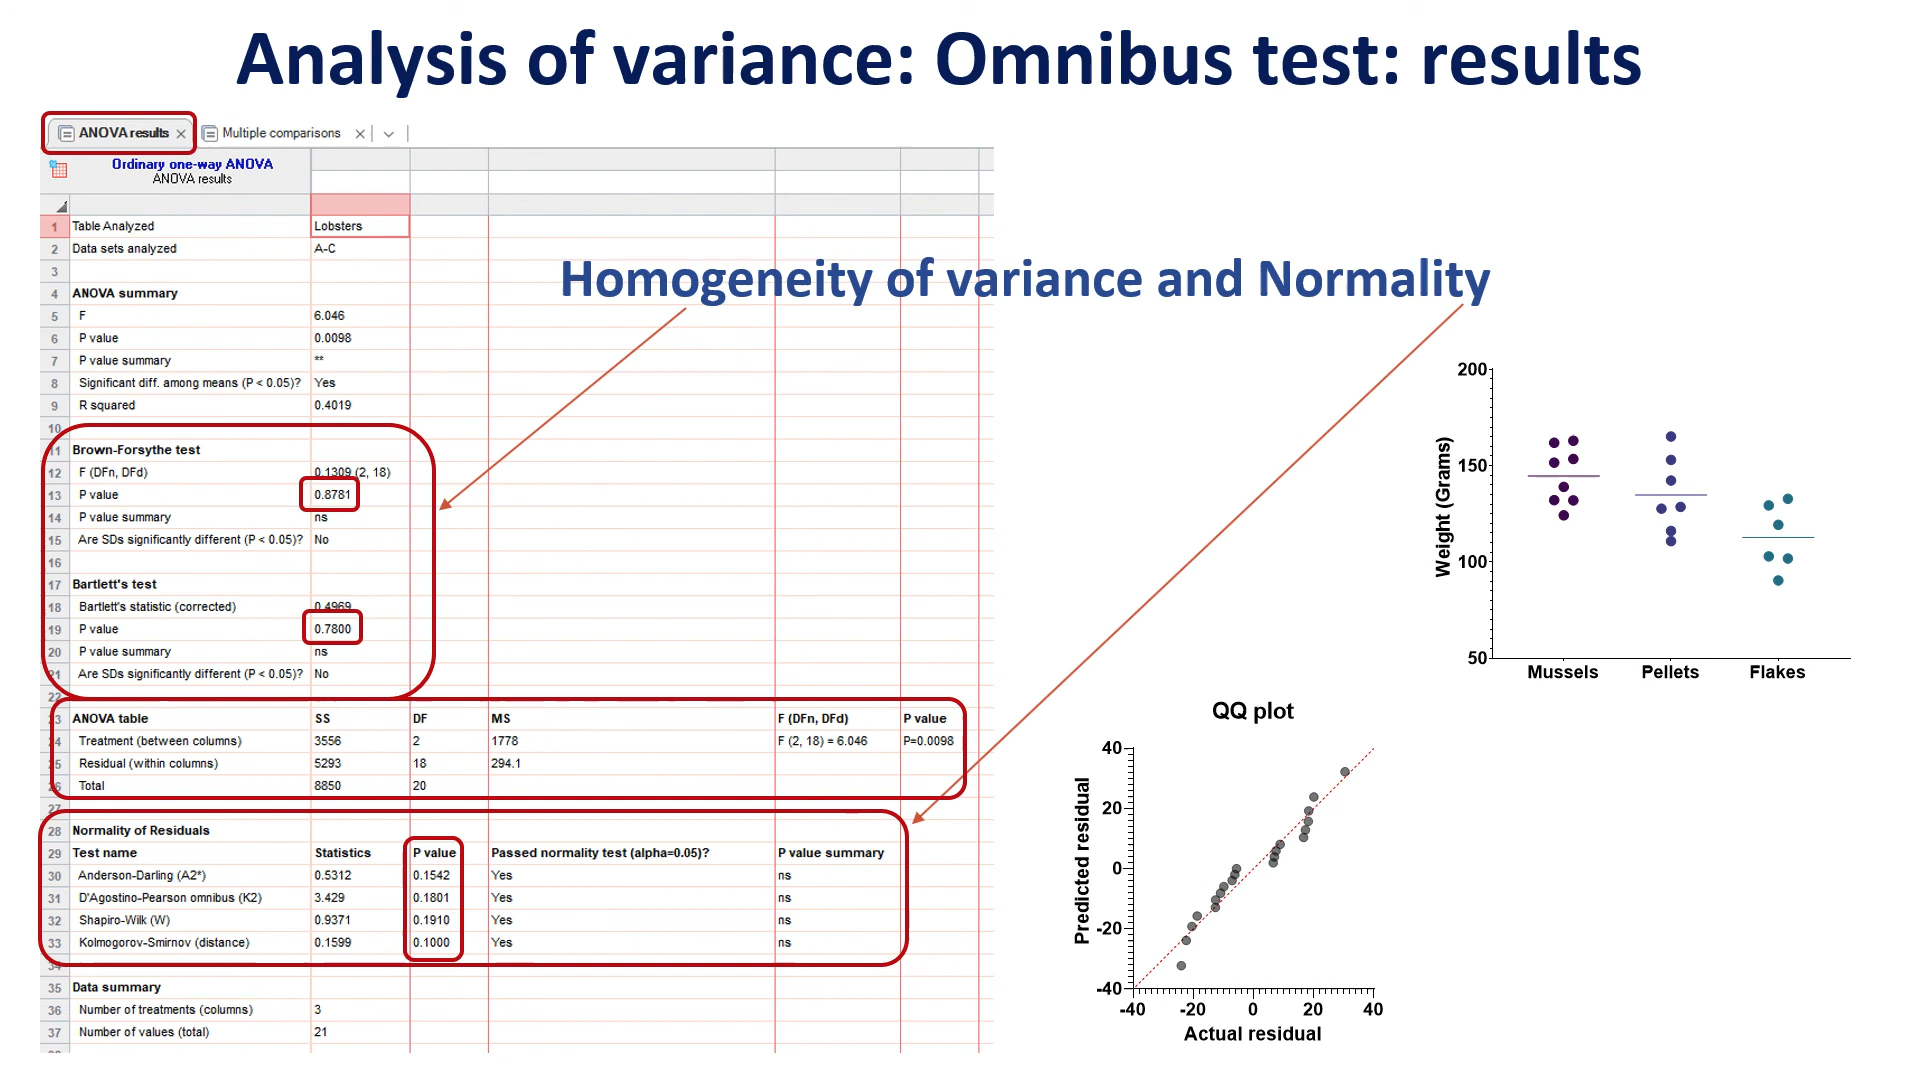 Analysis of variance: Omnibus test: results
ANOVA results
Multiple comparisons
Ordinary one-way ANOVA
ANOVA results
1 Table Analyzed Lobsters
2 Data sets analyzed A-C
3
Homogeneity of variance and Normality
4 ANOVA summary
5 F 6.046
6 P value 0.0098
7 P value summary **
8 Significant diff. among means (P < 0.05)? Yes
9 R squared 0.4019
10
11 Brown-Forsythe test
12 F (DFn, DFd) 0.1309 (2, 18)
13 P value 0.8781
14 P value summary ns
15 Are SDs significantly different (P < 0.05)? No
16
17 Bartlett's test
18 Bartlett's statistic (corrected) 0.4969
19 P value 0.7800
20 P value summary ns
21 Are SDs significantly different (P < 0.05)? No
22
23 ANOVA table SS DF MS F (DFn, DFd) P value
24 Treatment (between columns) 3556 2 1778 F (2, 18) = 6.046 P=0.0098
25 Residual (within columns) 5293 18 294.1
26 Total 8850 20
27
28 Normality of Residuals
29 Test name Statistics P value Passed normality test (alpha=0.05)? P value summary
30 Anderson-Darling (A2*) 0.5312 0.1542 Yes ns
31 D'Agostino-Pearson omnibus (K2) 3.429 0.1801 Yes ns
32 Shapiro-Wilk (W) 0.9371 0.1910 Yes ns
33 Kolmogorov-Smirnov (distance) 0.1599 0.1000 Yes ns
34
35 Data summary
36 Number of treatments (columns) 3
37 Number of values (total) 21
200
150
100
50
Weight (Grams)
Mussels Pellets Flakes
QQ plot
40
20
0
-20
-40
Predicted residual
-40 -20 0 20 40
Actual residual